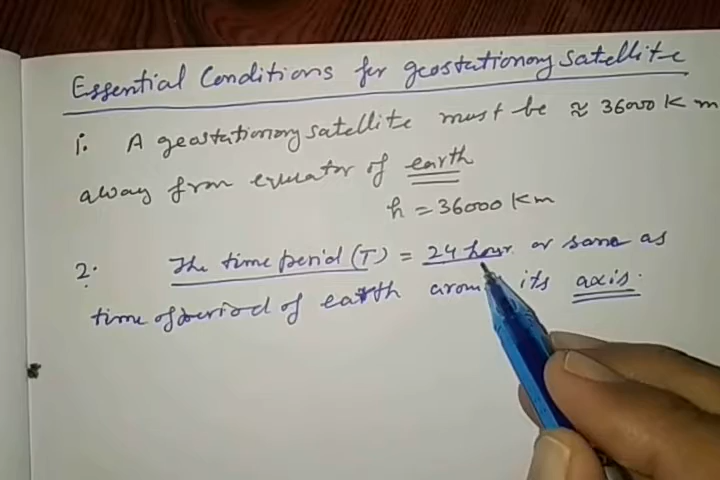 Essential Conditions for geostationary satellite
1. A geostationary satellite must be ≈ 36000 Km
away from equator of earth
h = 36000 Km
2. The time period (T) = 24 hour or same as
time of period of earth its axis.